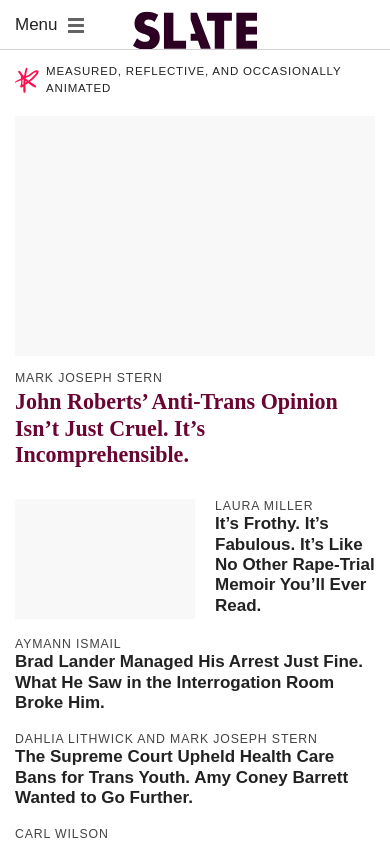 Menu
SLATE
MEASURED, REFLECTIVE, AND OCCASIONALLY
ANIMATED
MARK JOSEPH STERN
John Roberts’ Anti-Trans Opinion
Isn’t Just Cruel. It’s
Incomprehensible.
LAURA MILLER
It’s Frothy. It’s
Fabulous. It’s Like
No Other Rape-Trial
Memoir You’ll Ever
Read.
AYMANN ISMAIL
Brad Lander Managed His Arrest Just Fine.
What He Saw in the Interrogation Room
Broke Him.
DAHLIA LITHWICK AND MARK JOSEPH STERN
The Supreme Court Upheld Health Care
Bans for Trans Youth. Amy Coney Barrett
Wanted to Go Further.
CARL WILSON